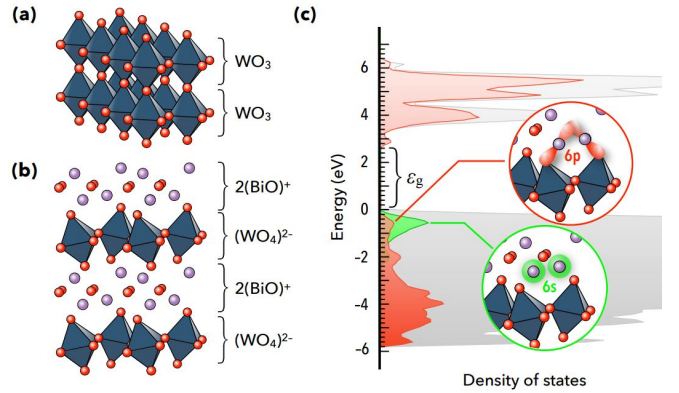 (a)
WO₃
WO₃
(b)
2(BiO)⁺
(WO₄)²⁻
2(BiO)⁺
(WO₄)²⁻
(c)
Energy (eV)
6
4
2
0
−2
−4
−6
εg
6p
6s
Density of states